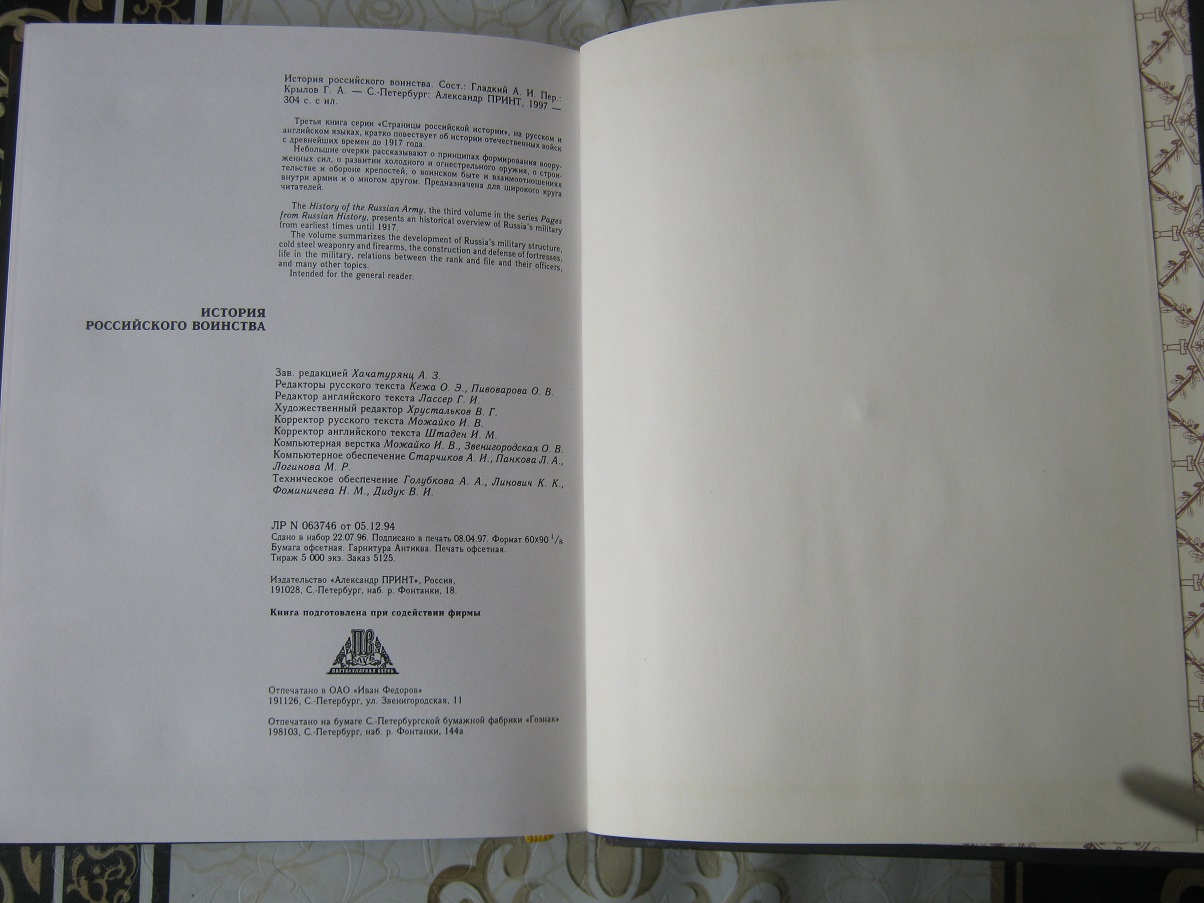 История российского воинства. Сост.: Гладкий А. И. Пер.:
Крылов Г. А. — С.-Петербург: Александр ПРИНТ, 1997 —
304 с. с ил.
Третья книга серии «Страницы российской истории», на русском и
английском языках, кратко повествует об истории отечественных войск
с древнейших времен до 1917 года.
Небольшие очерки рассказывают о принципах формирования воору-
женных сил, о развитии холодного и огнестрельного оружия, о строи-
тельстве и обороне крепостей, о воинском быте и взаимоотношениях
внутри армии и о многом другом. Предназначена для широкого круга
читателей.
The History of the Russian Army, the third volume in the series Pages
from Russian History, presents an historical overview of Russia's military
from earliest times until 1917.
The volume summarizes the development of Russia's military structure,
cold steel weaponry and firearms, the construction and defense of fortresses,
life in the military, relations between the rank and file and their officers,
and many other topics.
Intended for the general reader.
ИСТОРИЯ
РОССИЙСКОГО ВОИНСТВА
Зав. редакцией Хачатурянц А. З.
Редакторы русского текста Кежа О. Э., Пивоварова О. В.
Редактор английского текста Лассер Г. И.
Художественный редактор Хрустальков В. Г.
Корректор русского текста Можайко И. В.
Корректор английского текста Штаден И. М.
Компьютерная верстка Можайко И. В., Звенигородская О. В.
Компьютерное обеспечение Старчиков А. И., Панкова Л. А.,
Логинова М. Р.
Техническое обеспечение Голубкова А. А., Линович К. К.,
Фоминичева Н. М., Дидук В. И.
ЛР N 063746 от 05.12.94
Сдано в набор 22.07.96. Подписано в печать 08.04.97. Формат 60х90 1/8
Бумага офсетная. Гарнитура Антиква. Печать офсетная.
Тираж 5 000 экз. Заказ 5125.
Издательство «Александр ПРИНТ», Россия,
191028, С.-Петербург, наб. р. Фонтанки, 18.
Книга подготовлена при содействии фирмы
ПВ
КЛУБ
Отпечатано в ОАО «Иван Федоров»
191126, С.-Петербург, ул. Звенигородская, 11
Отпечатано на бумаге С.-Петербургской бумажной фабрики «Гознак»
198103, С.-Петербург, наб. р. Фонтанки, 144а